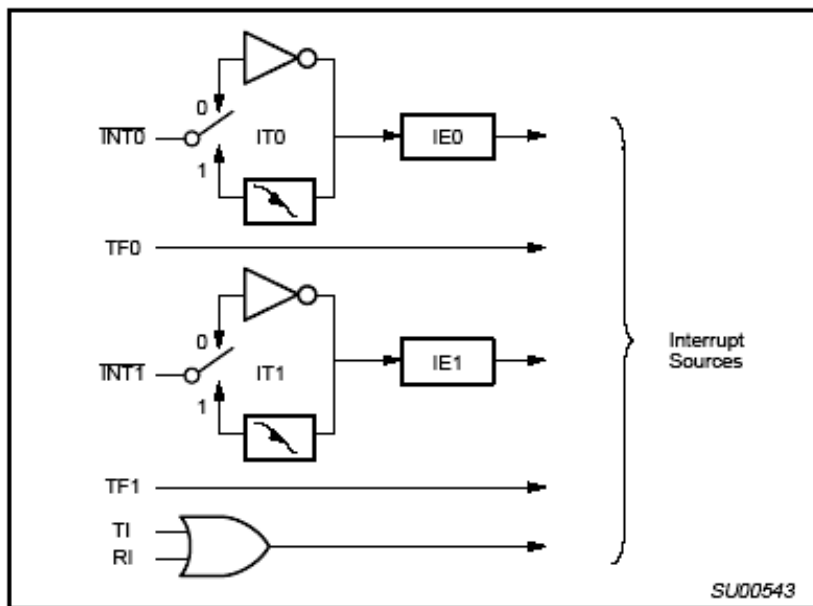 0
INT0
IT0
IE0
1
TF0
0
INT1
IT1
IE1
1
Interrupt
Sources
TF1
TI
RI
SU00543